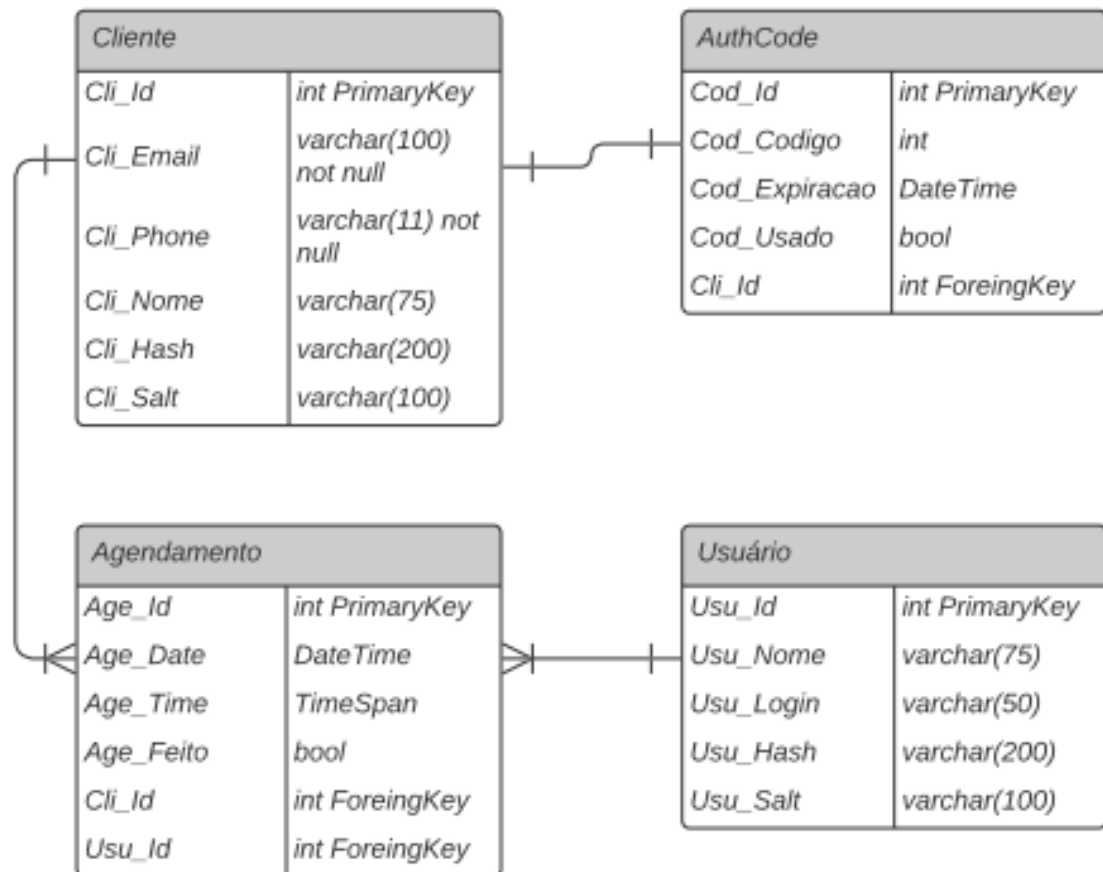 Cliente
Cli_Id int PrimaryKey
Cli_Email varchar(100)
not null
Cli_Phone varchar(11) not
null
Cli_Nome varchar(75)
Cli_Hash varchar(200)
Cli_Salt varchar(100)
AuthCode
Cod_Id int PrimaryKey
Cod_Codigo int
Cod_Expiracao DateTime
Cod_Usado bool
Cli_Id int ForeingKey
Agendamento
Age_Id int PrimaryKey
Age_Date DateTime
Age_Time TimeSpan
Age_Feito bool
Cli_Id int ForeingKey
Usu_Id int ForeingKey
Usuário
Usu_Id int PrimaryKey
Usu_Nome varchar(75)
Usu_Login varchar(50)
Usu_Hash varchar(200)
Usu_Salt varchar(100)